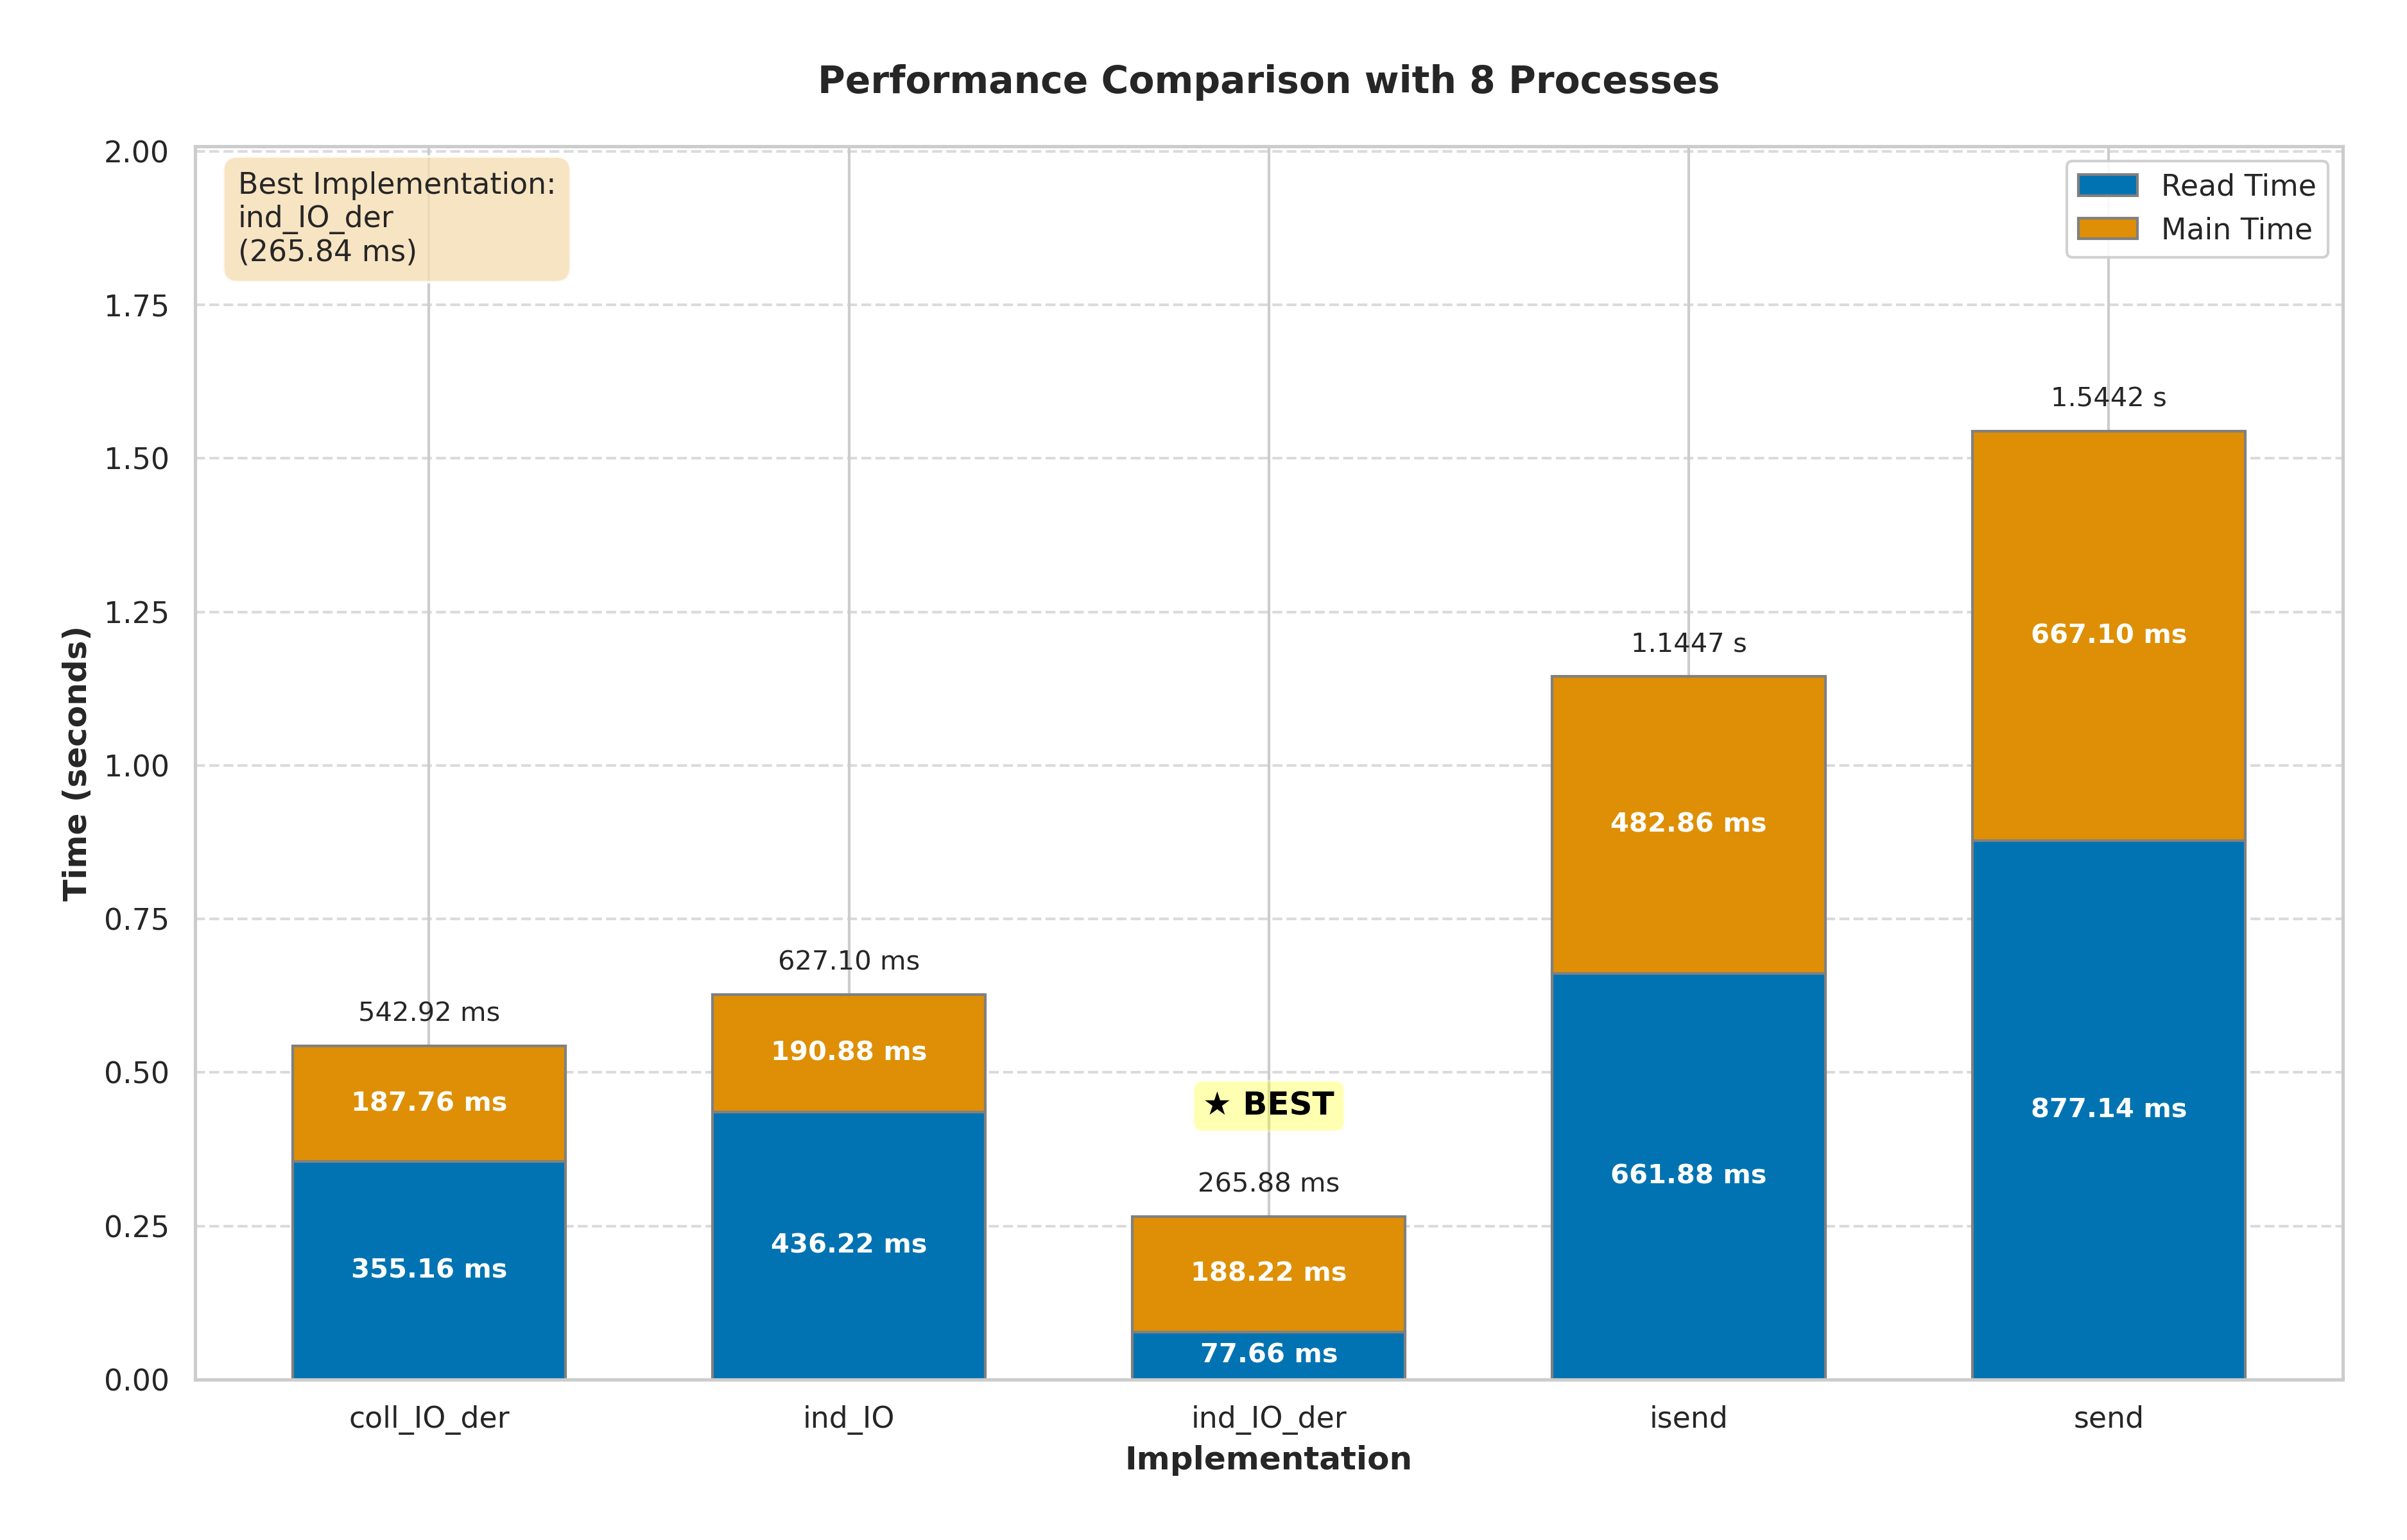 Performance Comparison with 8 Processes
2.00
1.75
1.50
1.25
1.00
0.75
0.50
0.25
0.00
Time (seconds)
Best Implementation:
ind_IO_der
(265.84 ms)
Read Time
Main Time
542.92 ms
187.76 ms
355.16 ms
627.10 ms
190.88 ms
436.22 ms
★ BEST
265.88 ms
188.22 ms
77.66 ms
1.1447 s
482.86 ms
661.88 ms
1.5442 s
667.10 ms
877.14 ms
coll_IO_der
ind_IO
ind_IO_der
isend
send
Implementation